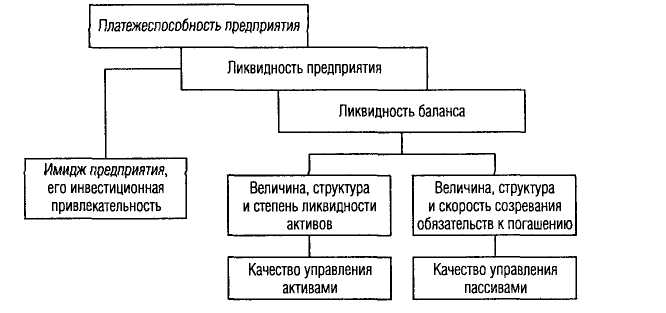 Платежеспособность предприятия
Ликвидность предприятия
Ликвидность баланса
Имидж предприятия,
его инвестиционная
привлекательность
Величина, структура
и степень ликвидности
активов
Величина, структура
и скорость созревания
обязательств к погашению
Качество управления
активами
Качество управления
пассивами